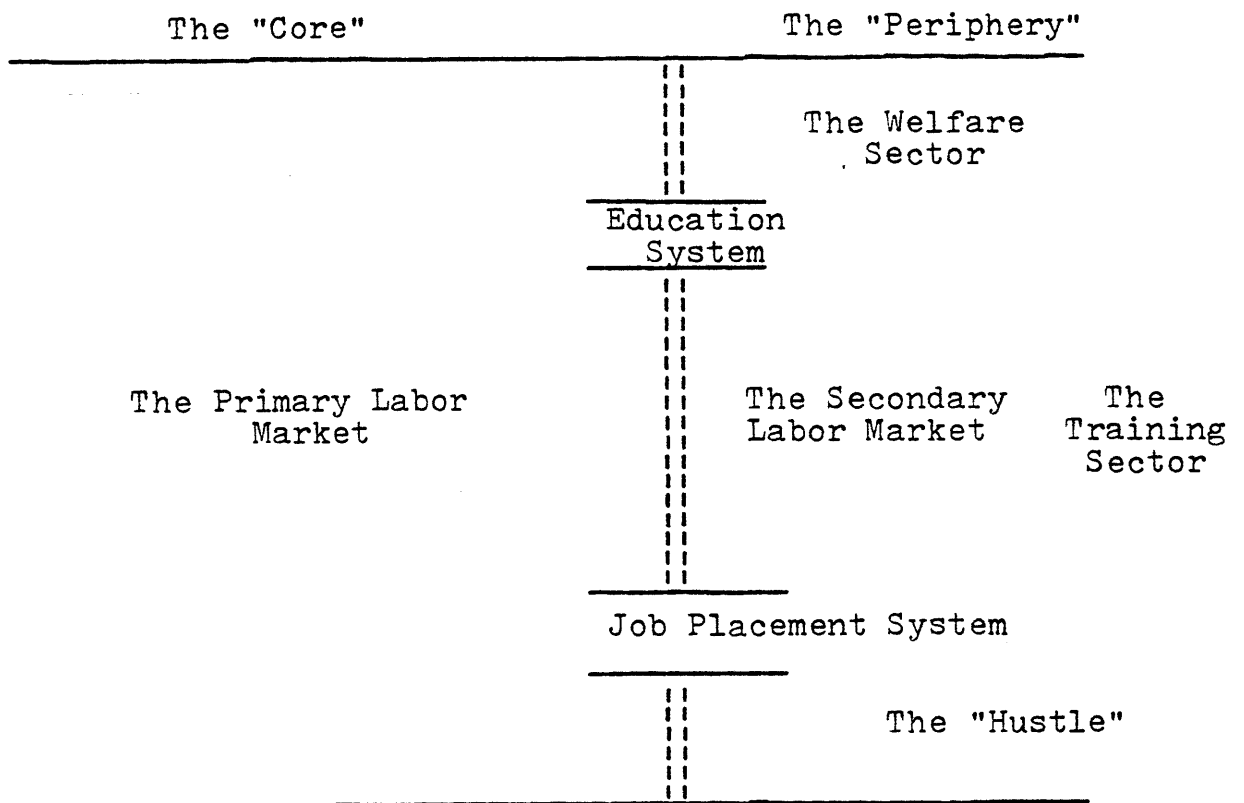 The "Core"
The "Periphery"
The Welfare
Sector
Education
System
The Primary Labor
Market
The Secondary
Labor Market
The
Training
Sector
Job Placement System
The "Hustle"